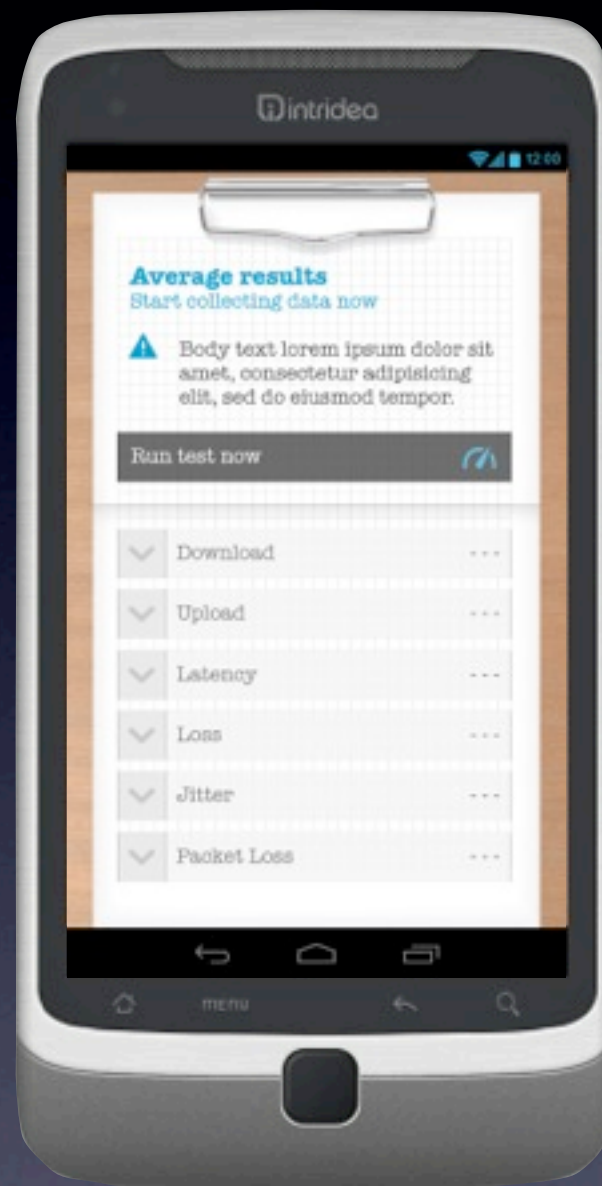 intridea
12:00
Average results
Start collecting data now
Body text lorem ipsum dolor sit
amet, consectetur adipisicing
elit, sed do eiusmod tempor.
Run test now
Download ---
Upload ---
Latency ---
Loss ---
Jitter ---
Packet Loss ---
MENU